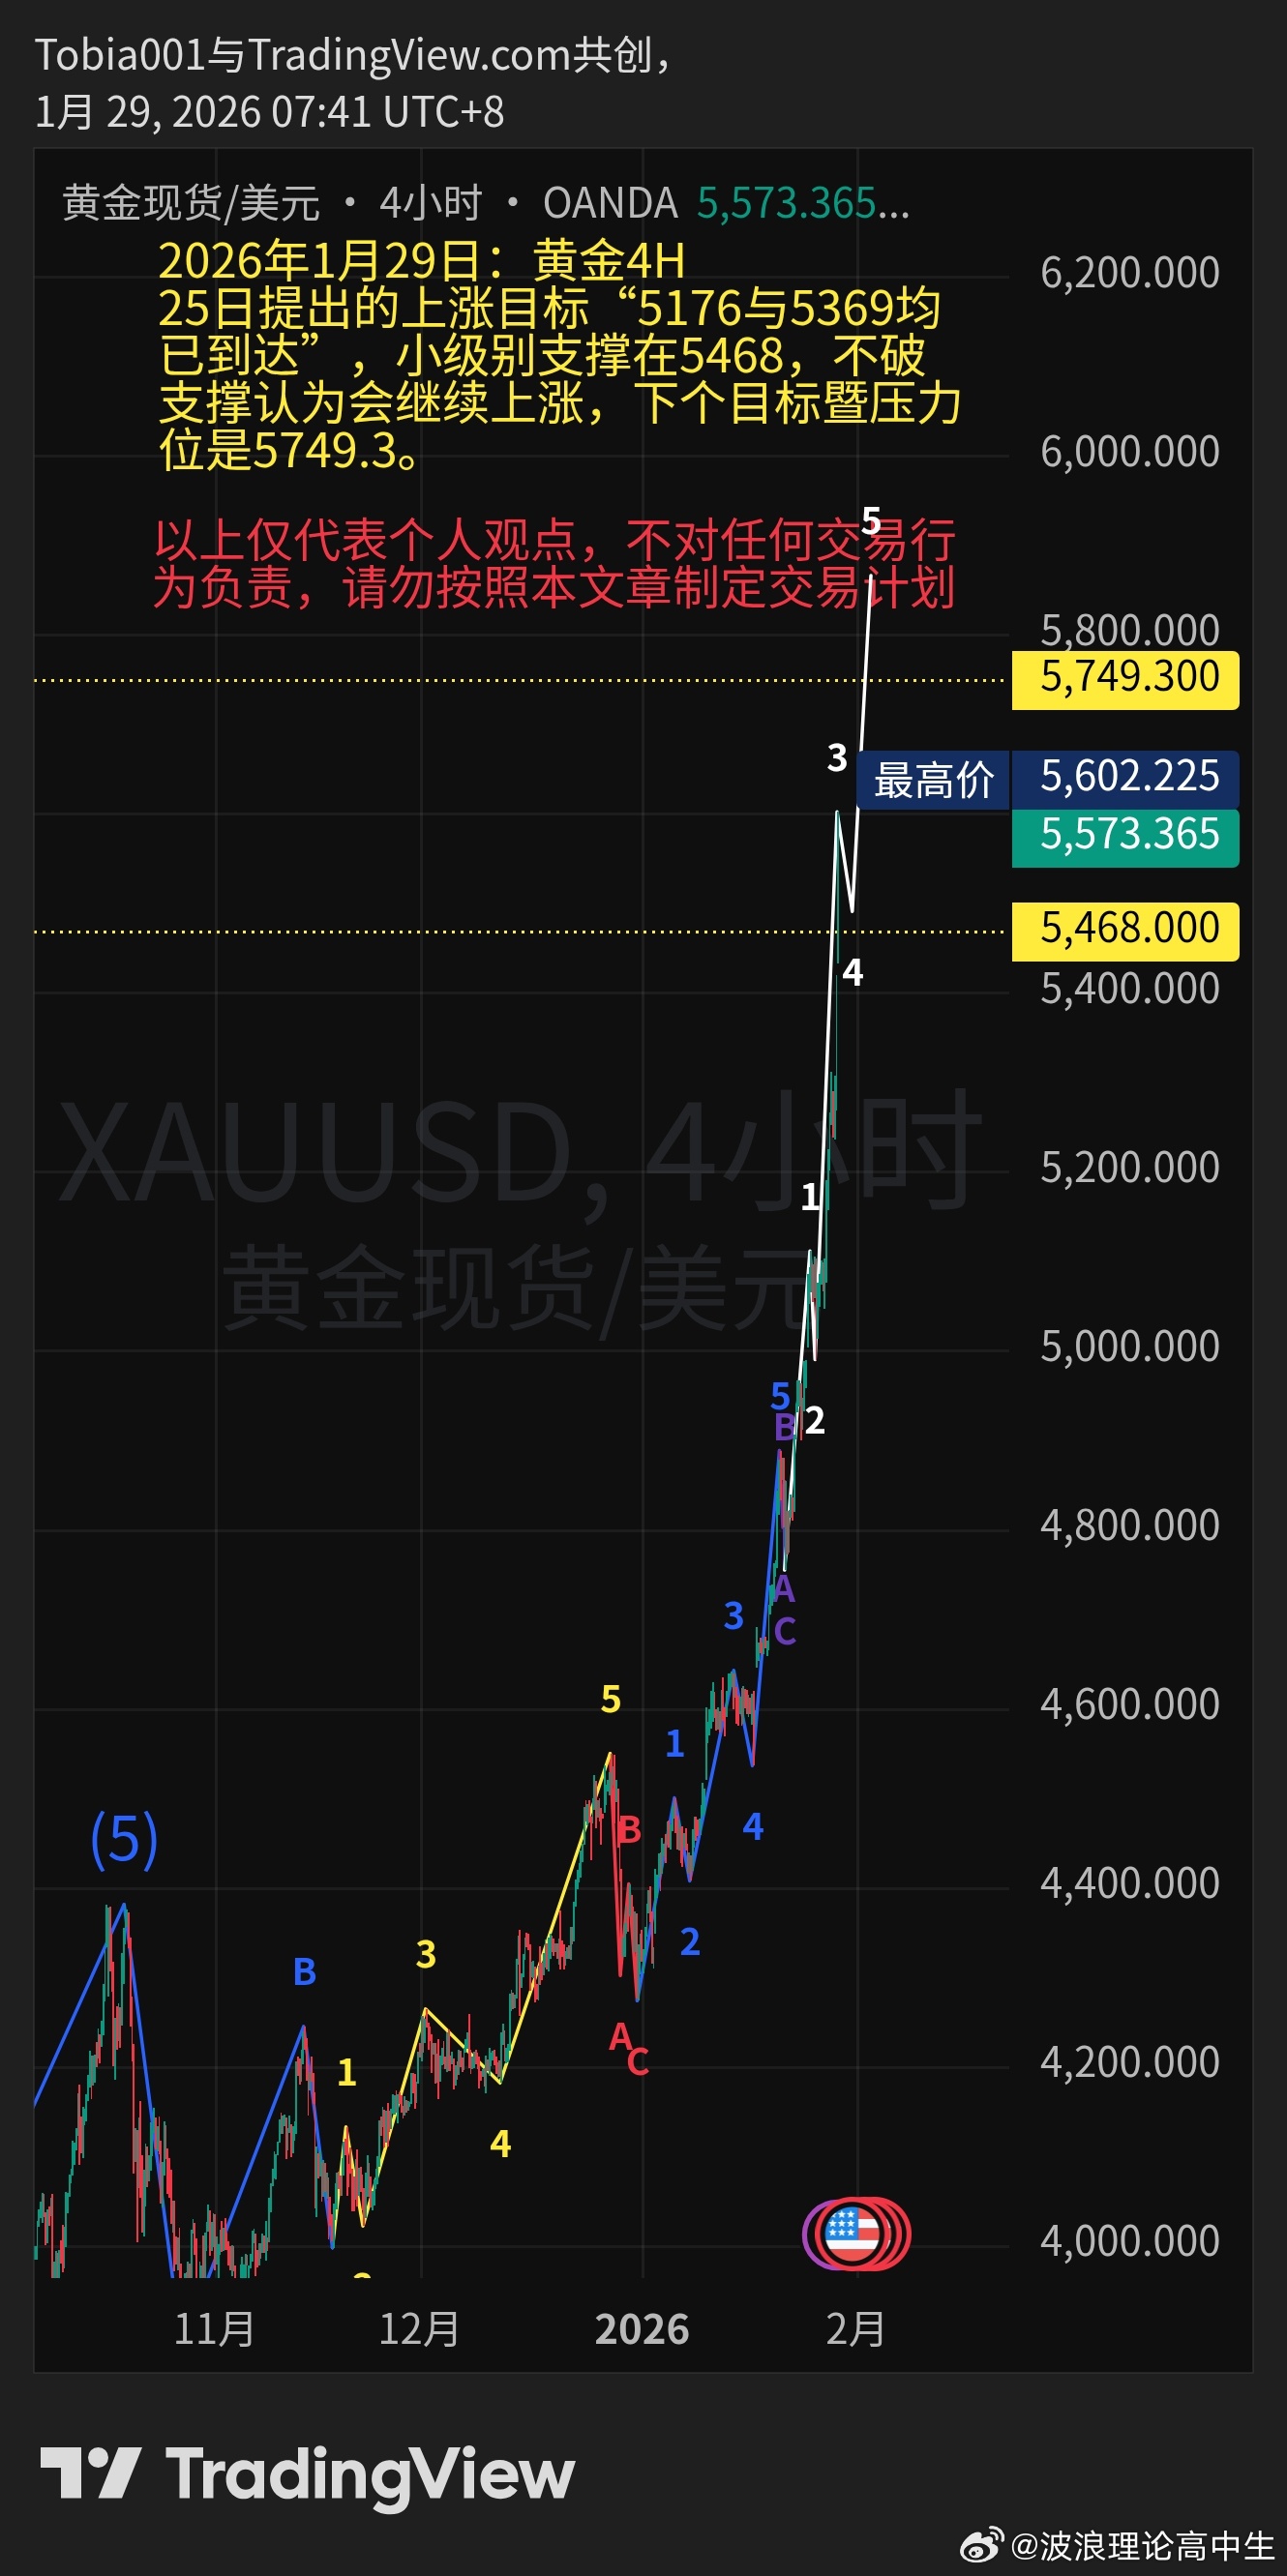 Tobia001与TradingView.com共创，
1月 29, 2026 07:41 UTC+8
黄金现货/美元 · 4小时 · OANDA 5,573.365...
2026年1月29日：黄金4H
25日提出的上涨目标“5176与5369均
已到达”，小级别支撑在5468，不破
支撑认为会继续上涨，下个目标暨压力
位是5749.3。
以上仅代表个人观点，不对任何交易行
为负责，请勿按照本文章制定交易计划
6,200.000
6,000.000
5
5,800.000
5,749.300
3
最高价 5,602.225
5,573.365
5,468.000
4
5,400.000
XAUUSD, 4小时
黄金现货/美元
5,200.000
1
5,000.000
5
B
2
4,800.000
A
C
3
4,600.000
5
1
B
4
(5)
4,400.000
2
3
B
A
C
4,200.000
1
4
4,000.000
11月 12月 2026 2月
TradingView
@波浪理论高中生